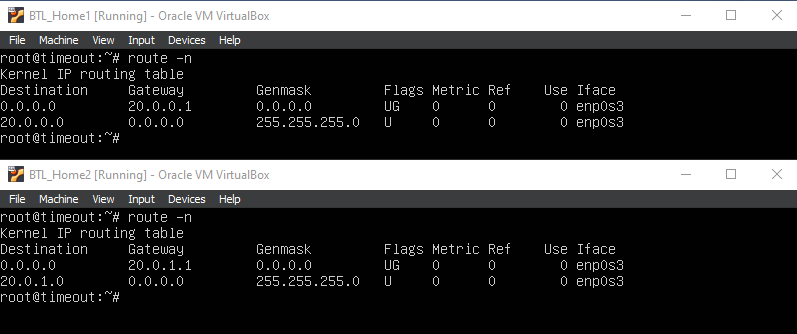 BTL_Home1 [Running] - Oracle VM VirtualBox
File Machine View Input Devices Help
root@timeout:~# route -n
Kernel IP routing table
Destination Gateway Genmask Flags Metric Ref Use Iface
0.0.0.0 20.0.0.1 0.0.0.0 UG 0 0 0 enp0s3
20.0.0.0 0.0.0.0 255.255.255.0 U 0 0 0 enp0s3
root@timeout:~#
BTL_Home2 [Running] - Oracle VM VirtualBox
File Machine View Input Devices Help
root@timeout:~# route -n
Kernel IP routing table
Destination Gateway Genmask Flags Metric Ref Use Iface
0.0.0.0 20.0.1.1 0.0.0.0 UG 0 0 0 enp0s3
20.0.1.0 0.0.0.0 255.255.255.0 U 0 0 0 enp0s3
root@timeout:~#